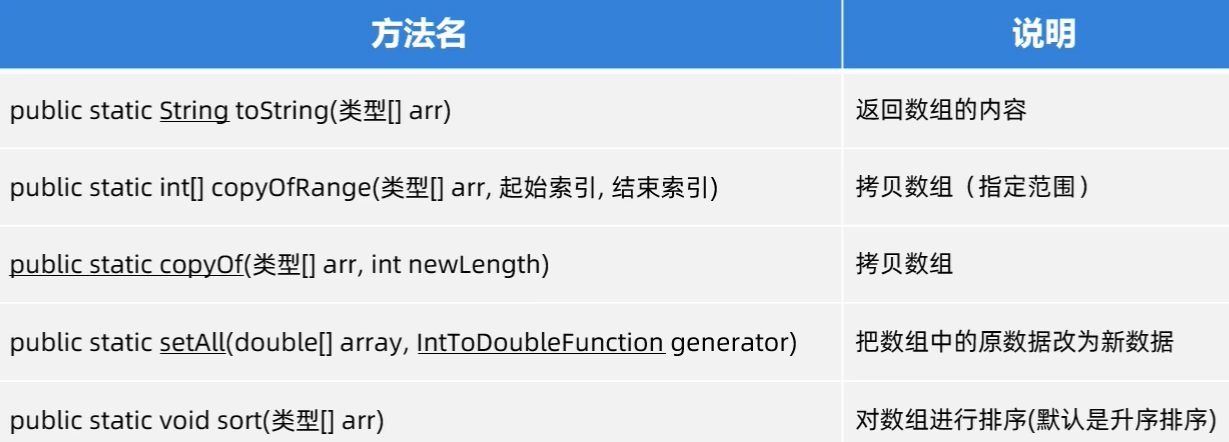 方法名 说明
public static String toString(类型[] arr) 返回数组的内容
public static int[] copyOfRange(类型[] arr, 起始索引, 结束索引) 拷贝数组（指定范围）
public static copyOf(类型[] arr, int newLength) 拷贝数组
public static setAll(double[] array, IntToDoubleFunction generator) 把数组中的原数据改为新数据
public static void sort(类型[] arr) 对数组进行排序(默认是升序排序)